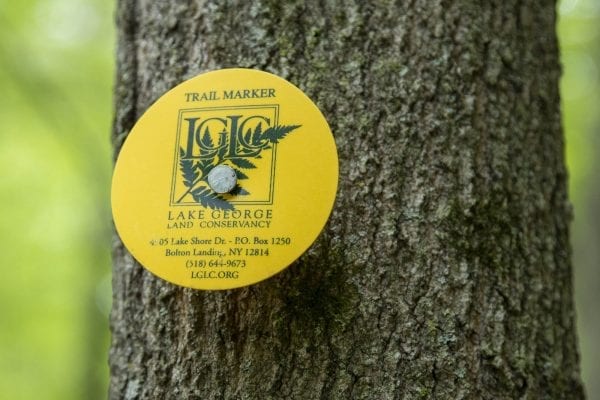 TRAIL MARKER
LGLC
LAKE GEORGE
LAND CONSERVANCY
4905 Lake Shore Dr. - P.O. Box 1250
Bolton Landing, NY 12814
(518) 644-9673
LGLC.ORG